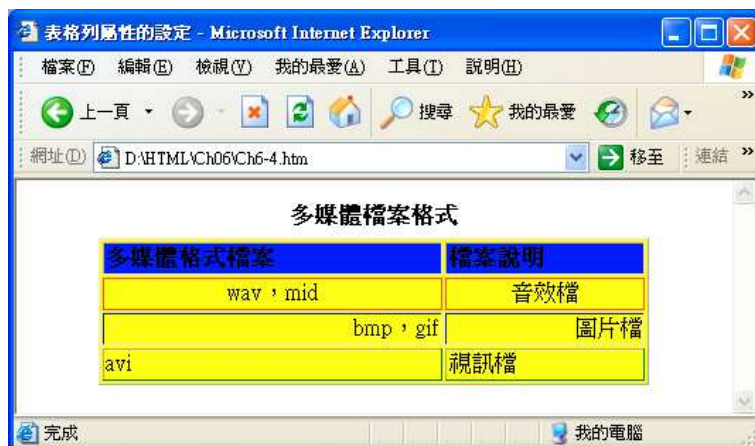 表格列屬性的設定 - Microsoft Internet Explorer
檔案(F) 編輯(E) 檢視(V) 我的最愛(A) 工具(T) 說明(H)
上一頁 搜尋 我的最愛 »
網址(D) D:\HTML\Ch06\Ch6-4.htm 移至 連結 »
多媒體檔案格式
多媒體格式檔案 檔案說明
wav，mid 音效檔
bmp，gif 圖片檔
avi 視訊檔
完成 我的電腦